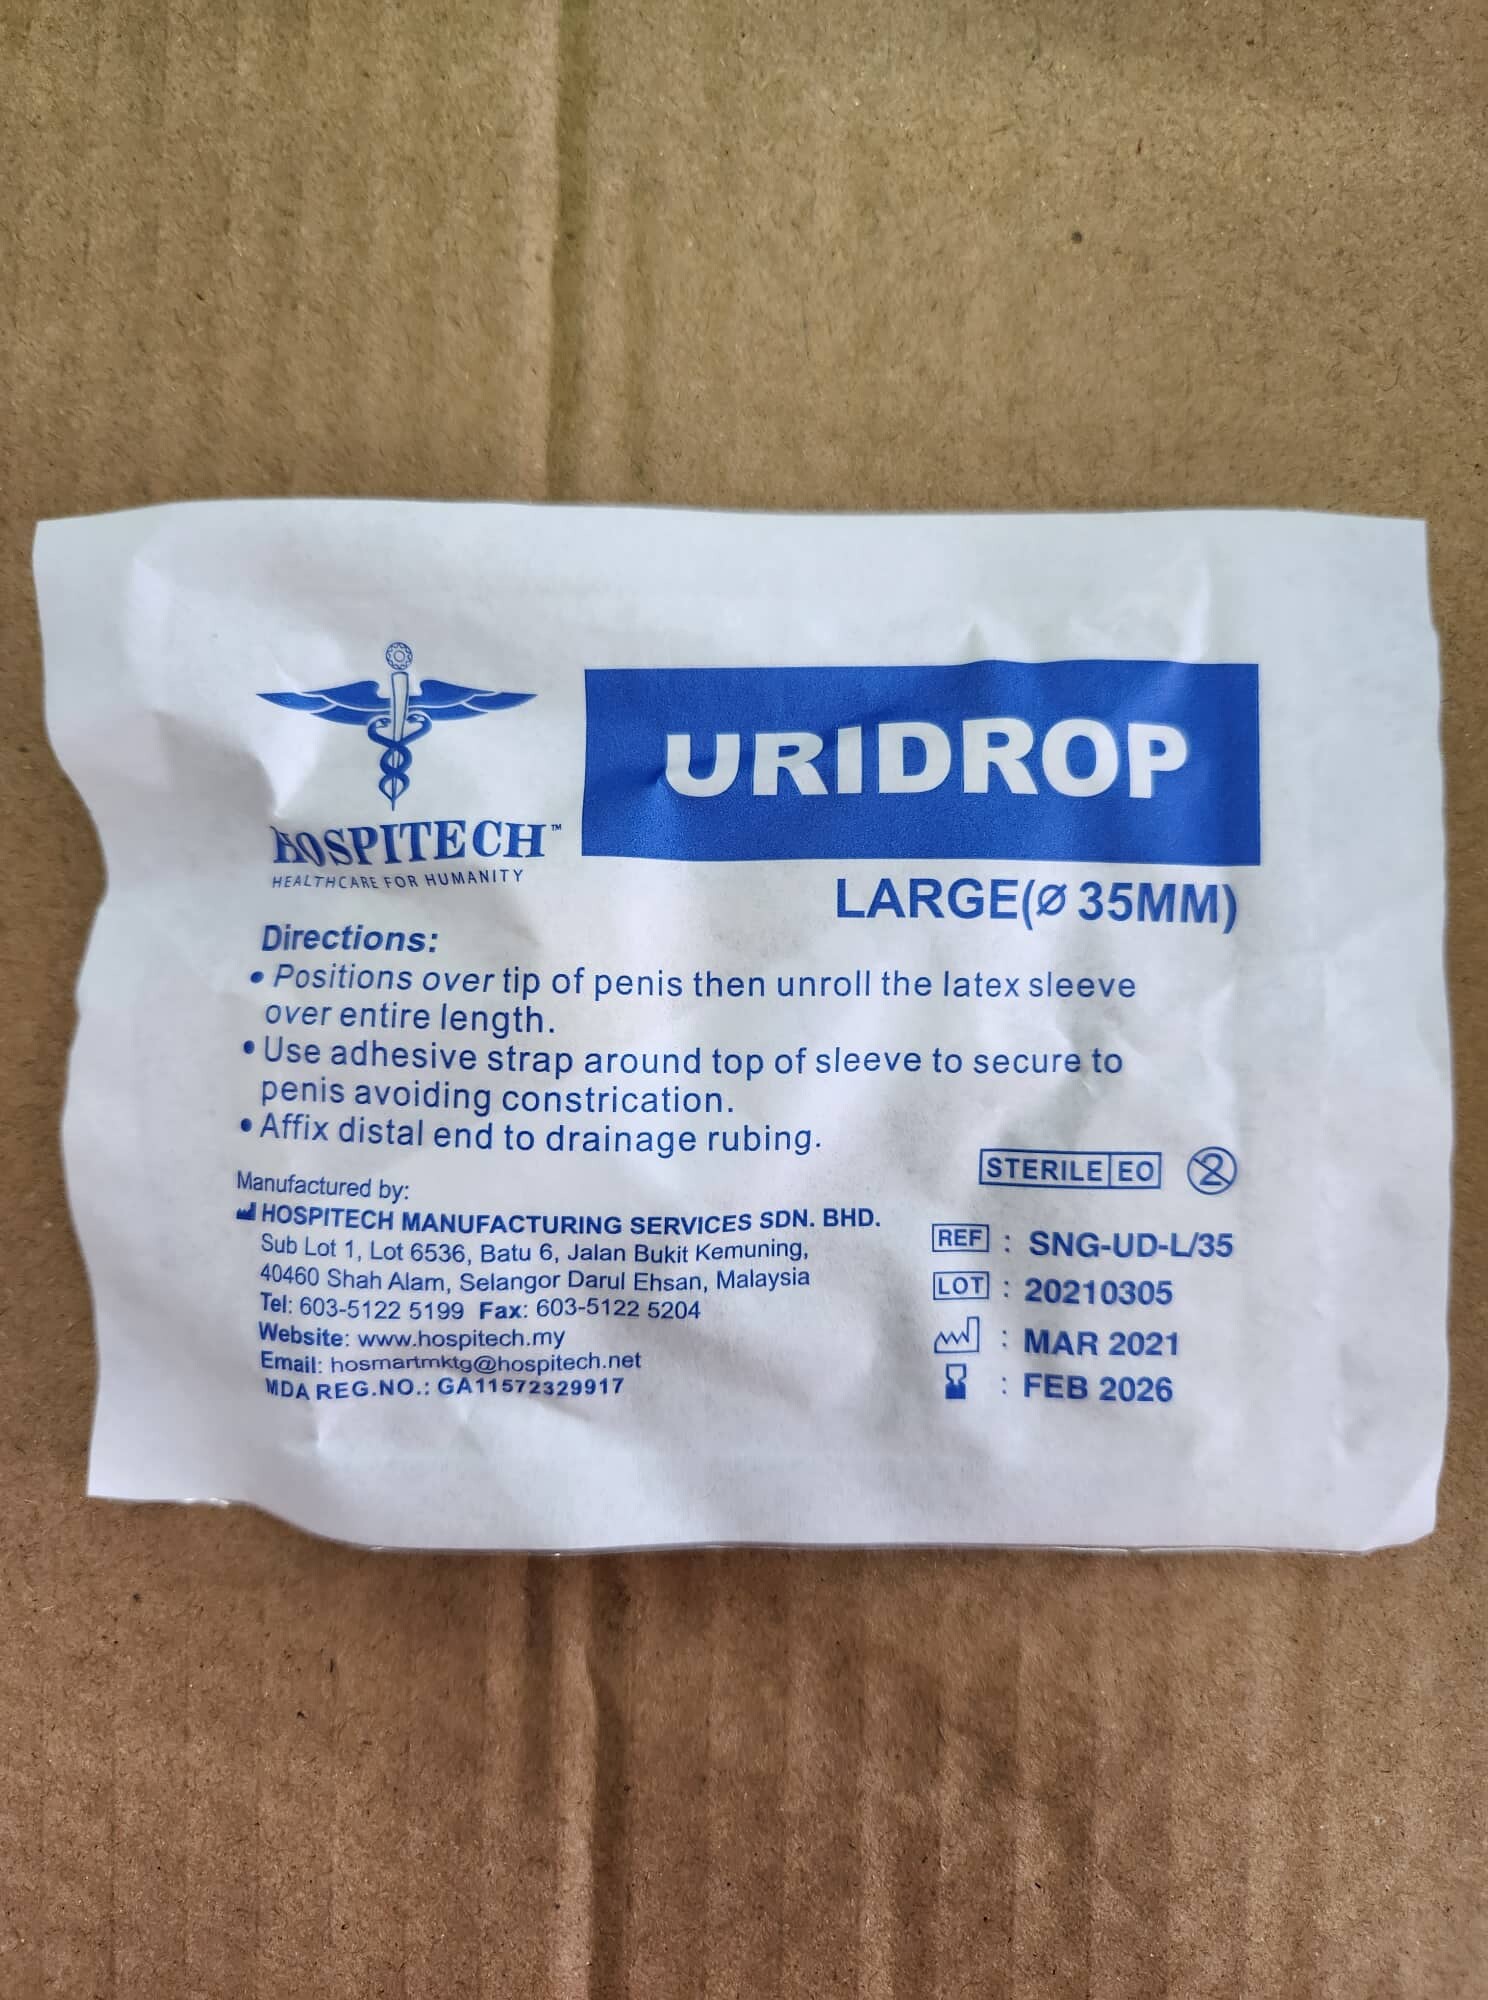 HOSPITECH™
HEALTHCARE FOR HUMANITY
URIDROP
LARGE(Ø 35MM)
Directions:
• Positions over tip of penis then unroll the latex sleeve
over entire length.
• Use adhesive strap around top of sleeve to secure to
penis avoiding constrication.
• Affix distal end to drainage rubing.
STERILE EO 2
Manufactured by:
HOSPITECH MANUFACTURING SERVICES SDN. BHD.
Sub Lot 1, Lot 6536, Batu 6, Jalan Bukit Kemuning,
40460 Shah Alam, Selangor Darul Ehsan, Malaysia
Tel: 603-5122 5199 Fax: 603-5122 5204
Website: www.hospitech.my
Email: hosmartmktg@hospitech.net
MDA REG.NO.: GA11572329917
REF : SNG-UD-L/35
LOT : 20210305
: MAR 2021
: FEB 2026